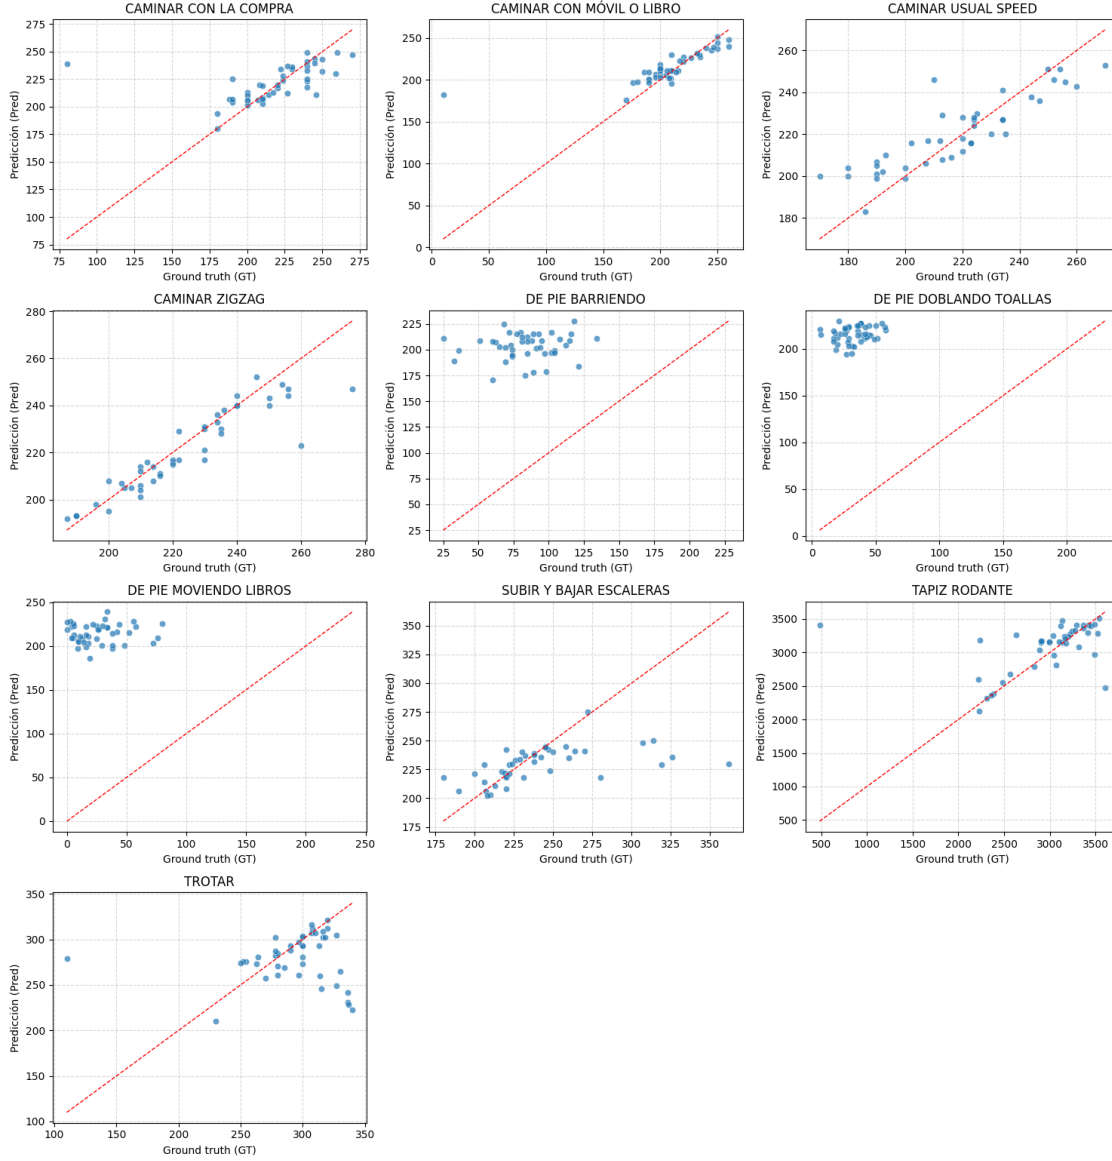 CAMINAR CON LA COMPRA
275
250
225
200
175
150
125
100
75
Predicción (Pred)
75 100 125 150 175 200 225 250 275
Ground truth (GT)
CAMINAR CON MÓVIL O LIBRO
250
200
150
100
50
0
Predicción (Pred)
0 50 100 150 200 250
Ground truth (GT)
CAMINAR USUAL SPEED
260
240
220
200
180
Predicción (Pred)
180 200 220 240 260
Ground truth (GT)
CAMINAR ZIGZAG
280
260
240
220
200
Predicción (Pred)
200 220 240 260 280
Ground truth (GT)
DE PIE BARRIENDO
225
200
175
150
125
100
75
50
25
Predicción (Pred)
25 50 75 100 125 150 175 200 225
Ground truth (GT)
DE PIE DOBLANDO TOALLAS
200
150
100
50
0
Predicción (Pred)
0 50 100 150 200
Ground truth (GT)
DE PIE MOVIENDO LIBROS
250
200
150
100
50
0
Predicción (Pred)
0 50 100 150 200 250
Ground truth (GT)
SUBIR Y BAJAR ESCALERAS
350
325
300
275
250
225
200
175
Predicción (Pred)
175 200 225 250 275 300 325 350
Ground truth (GT)
TAPIZ RODANTE
3500
3000
2500
2000
1500
1000
500
Predicción (Pred)
500 1000 1500 2000 2500 3000 3500
Ground truth (GT)
TROTAR
350
300
250
200
150
100
Predicción (Pred)
100 150 200 250 300 350
Ground truth (GT)